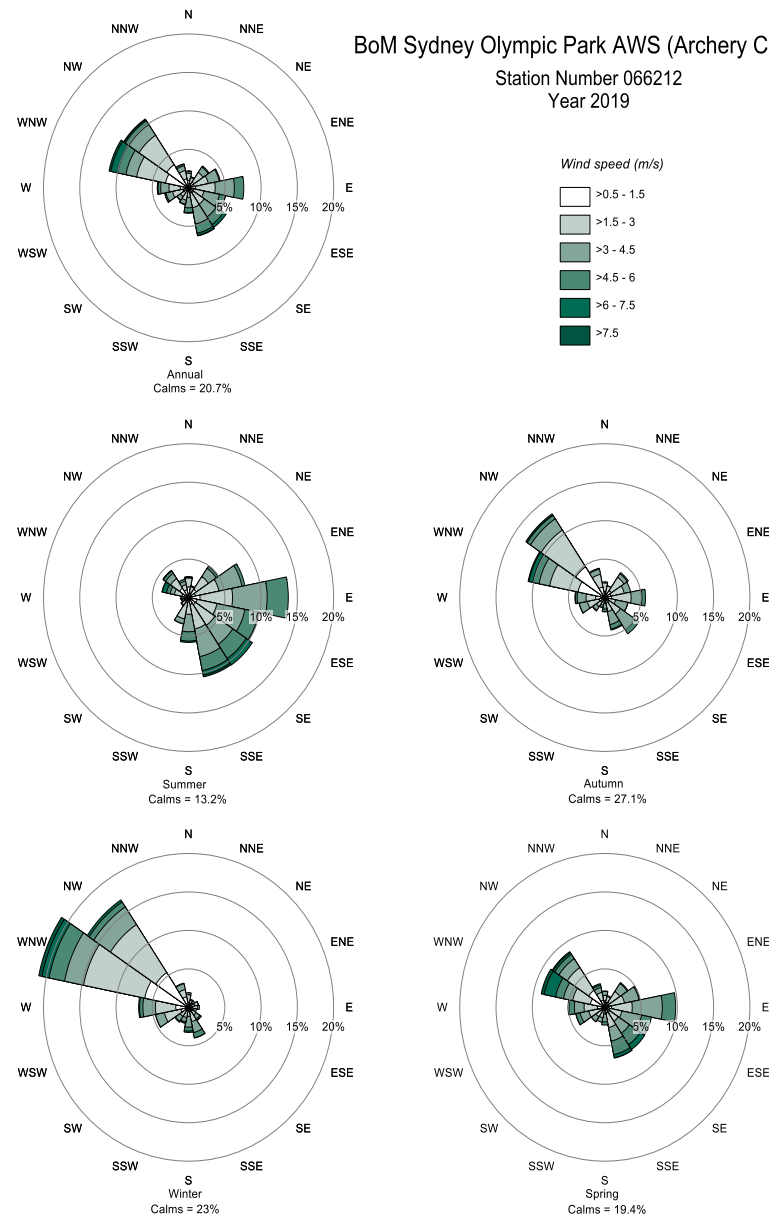 BoM Sydney Olympic Park AWS (Archery C
Station Number 066212
Year 2019
Wind speed (m/s)
>0.5 - 1.5
>1.5 - 3
>3 - 4.5
>4.5 - 6
>6 - 7.5
>7.5
N
NNW NNE
NW NE
WNW ENE
W E
5% 10% 15% 20%
WSW ESE
SW SE
SSW SSE
S
Annual
Calms = 20.7%
N
NNW NNE
NW NE
WNW ENE
W E
5% 10% 15% 20%
WSW ESE
SW SE
SSW SSE
S
Summer
Calms = 13.2%
N
NNW NNE
NW NE
WNW ENE
W E
5% 10% 15% 20%
WSW ESE
SW SE
SSW SSE
S
Autumn
Calms = 27.1%
N
NNW NNE
NW NE
WNW ENE
W E
5% 10% 15% 20%
WSW ESE
SW SE
SSW SSE
S
Winter
Calms = 23%
N
NNW NNE
NW NE
WNW ENE
W E
5% 10% 15% 20%
WSW ESE
SW SE
SSW SSE
S
Spring
Calms = 19.4%